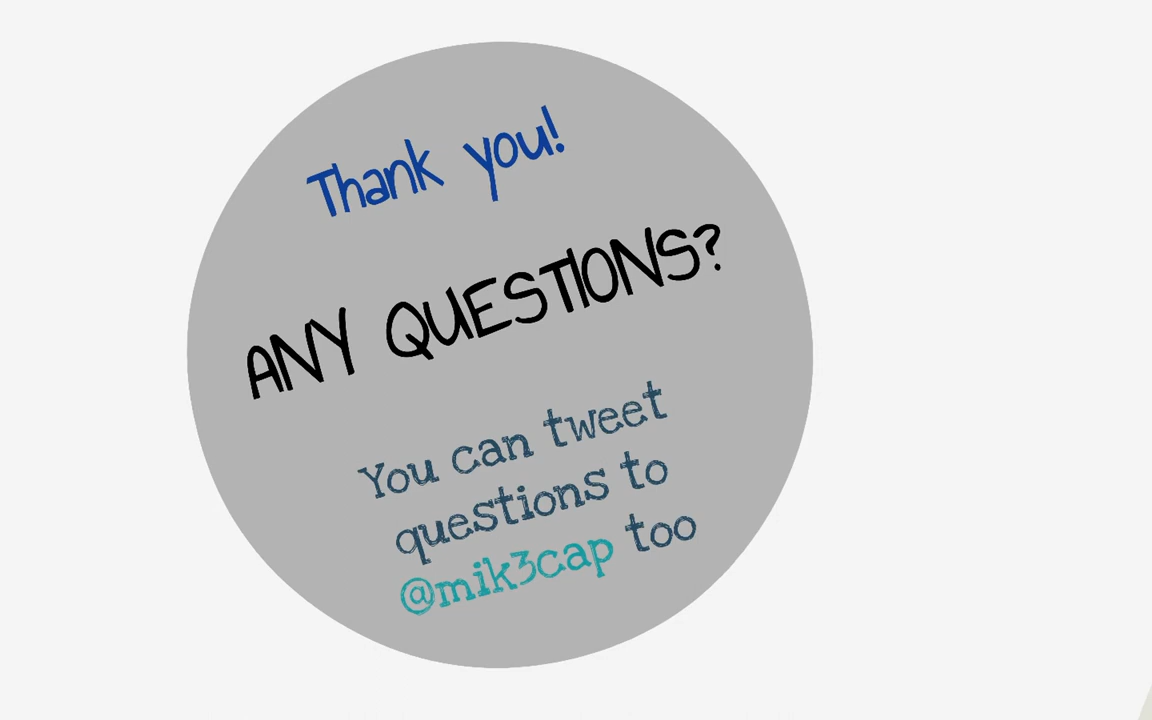 Thank you!
ANY QUESTIONS?
You can tweet
questions to
@mik3cap too